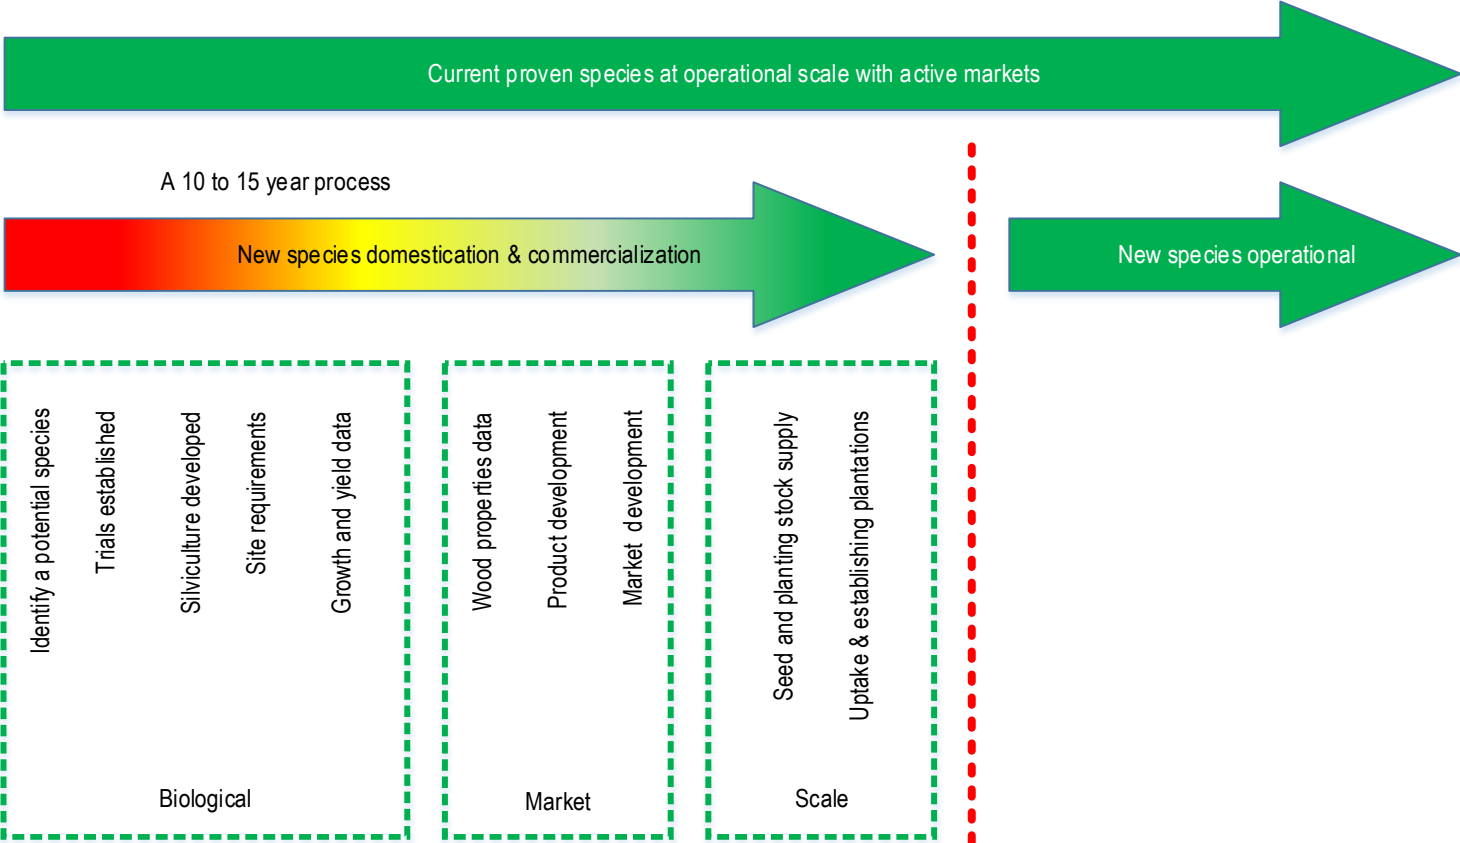 Current proven species at operational scale with active markets
A 10 to 15 year process
New species domestication & commercialization
New species operational
Identify a potential species
Trials established
Silviculture developed
Site requirements
Growth and yield data
Biological
Wood properties data
Product development
Market development
Market
Seed and planting stock supply
Uptake & establishing plantations
Scale